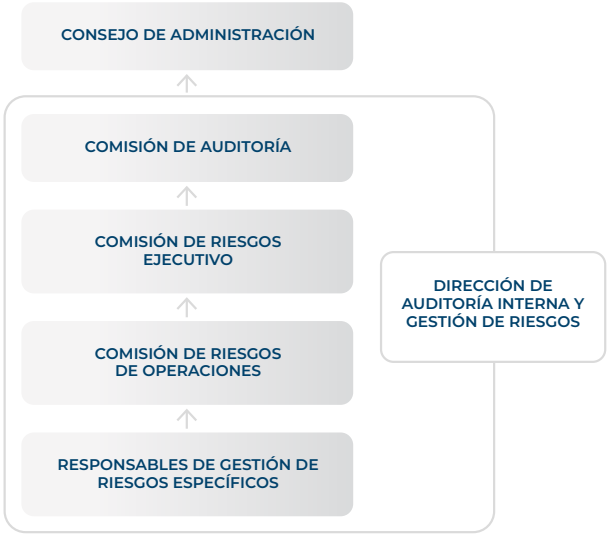 CONSEJO DE ADMINISTRACIÓN
COMISIÓN DE AUDITORÍA
COMISIÓN DE RIESGOS
EJECUTIVO
DIRECCIÓN DE
AUDITORÍA INTERNA Y
GESTIÓN DE RIESGOS
COMISIÓN DE RIESGOS
DE OPERACIONES
RESPONSABLES DE GESTIÓN DE
RIESGOS ESPECÍFICOS